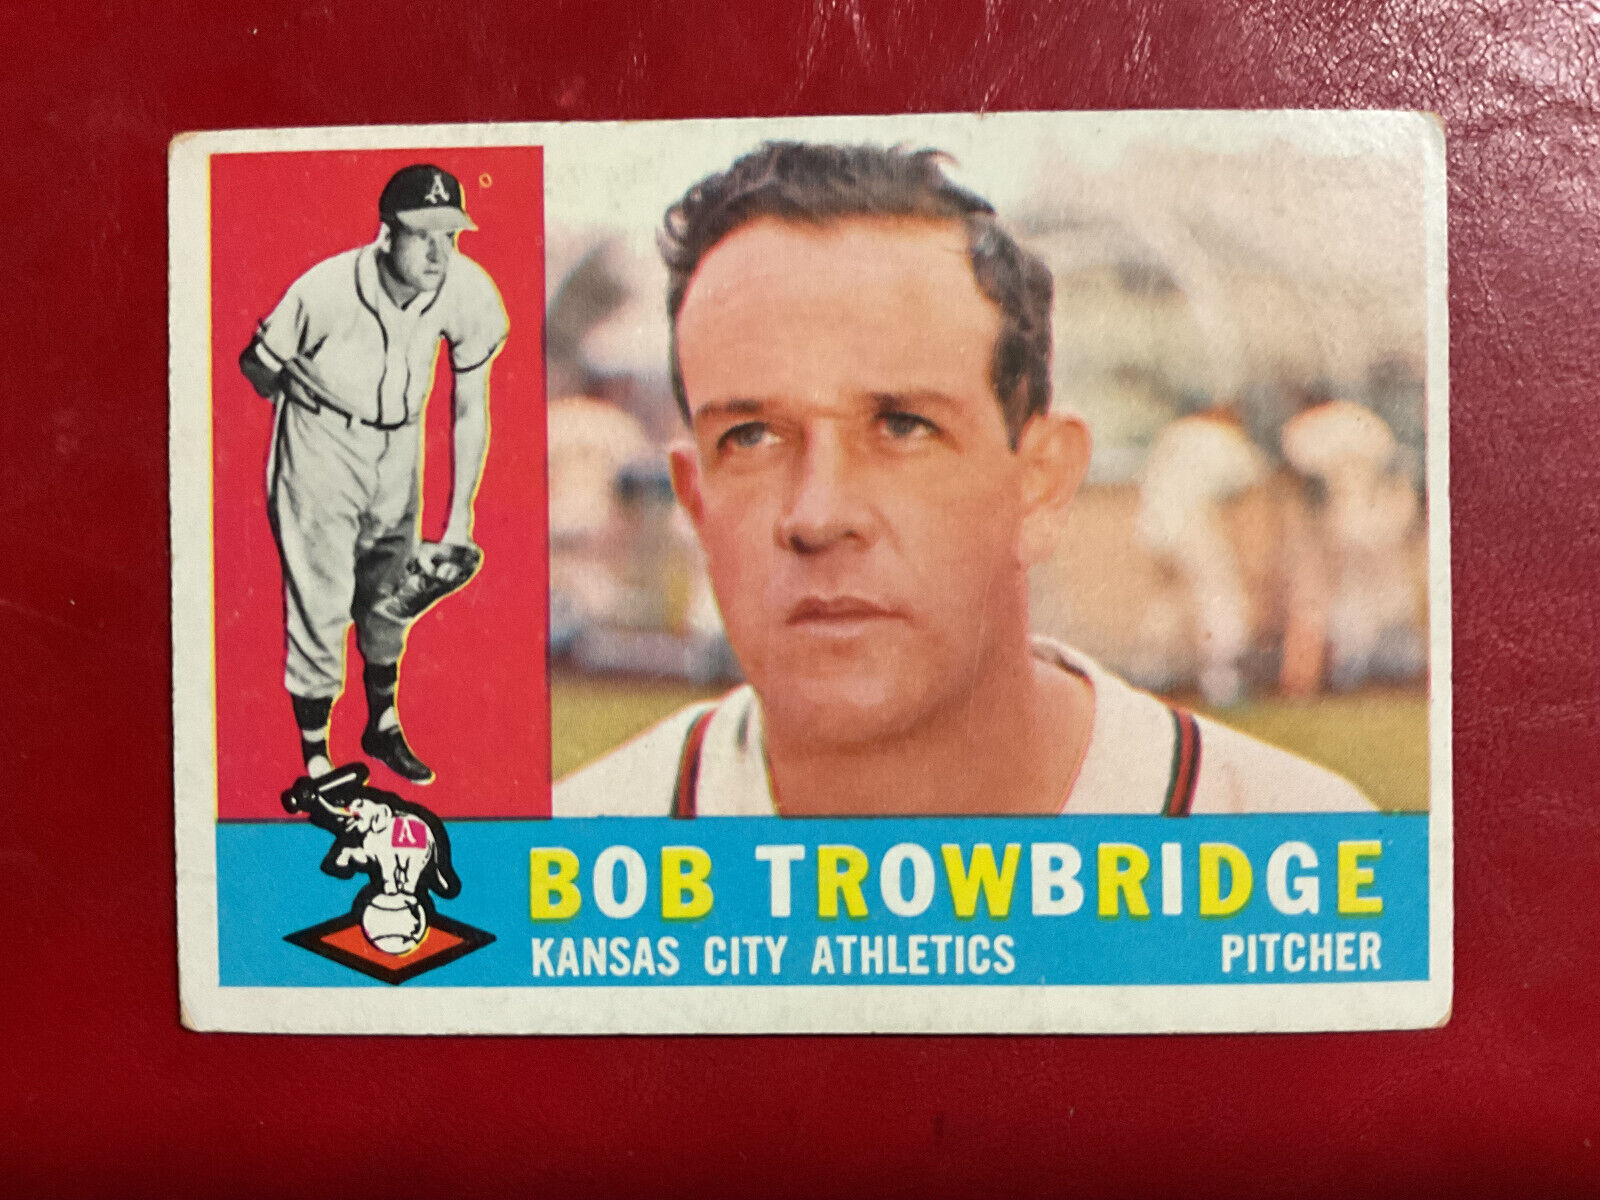 A
A
BOB TROWBRIDGE
KANSAS CITY ATHLETICS PITCHER